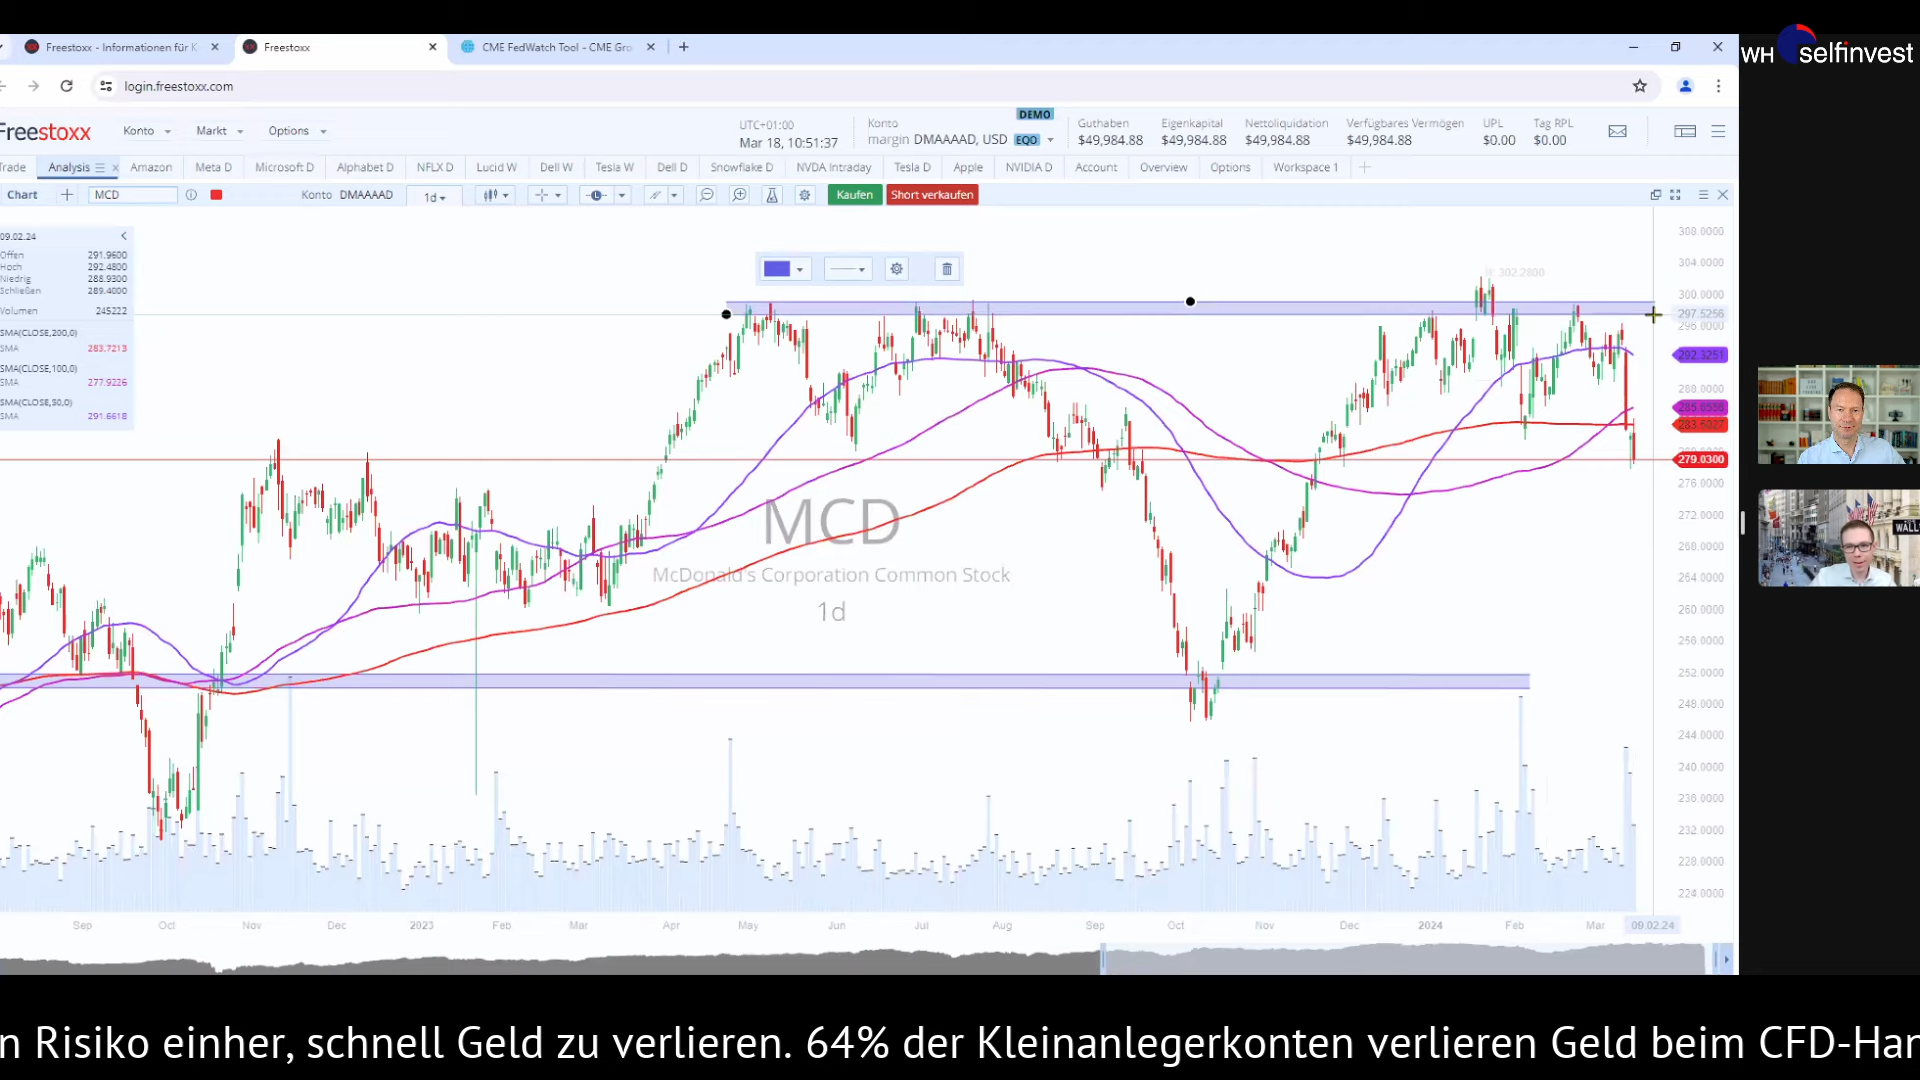 Freestoxx - Informationen für K
Freestoxx
CME FedWatch Tool - CME Gro
WH selfinvest
login.freestoxx.com
Freestoxx
Konto
Markt
Options
UTC+01:00
Mar 18, 10:51:37
DEMO
Konto
margin DMAAAAD, USD EQO
Guthaben
$49,984.88
Eigenkapital
$49,984.88
Nettoliquidation
$49,984.88
Verfügbares Vermögen
$49,984.88
UPL
$0.00
Tag RPL
$0.00
Trade
Analysis
Amazon
Meta D
Microsoft D
Alphabet D
NFLX D
Lucid W
Dell W
Tesla W
Dell D
Snowflake D
NVDA Intraday
Tesla D
Apple
NVIDIA D
Account
Overview
Options
Workspace 1
Chart
MCD
Konto DMAAAAD
1d
Kaufen
Short verkaufen
09.02.24
Offen 291.9600
Hoch 292.4800
Niedrig 288.9300
Schließen 289.4000
Volumen 245222
SMA(CLOSE,200,0)
SMA 283.7213
SMA(CLOSE,100,0)
SMA 277.9226
SMA(CLOSE,50,0)
SMA 291.6618
H: 302.2800
MCD
McDonald's Corporation Common Stock
1d
308.0000
304.0000
300.0000
297.5256
296.0000
292.3251
288.0000
283.5027
279.0300
276.0000
272.0000
268.0000
264.0000
260.0000
256.0000
252.0000
248.0000
244.0000
240.0000
236.0000
232.0000
228.0000
224.0000
Sep
Oct
Nov
Dec
2023
Feb
Mar
Apr
May
Jun
Jul
Aug
Sep
Oct
Nov
Dec
2024
Feb
Mar
09.02.24
WALL
n Risiko einher, schnell Geld zu verlieren. 64% der Kleinanlegerkonten verlieren Geld beim CFD-Han